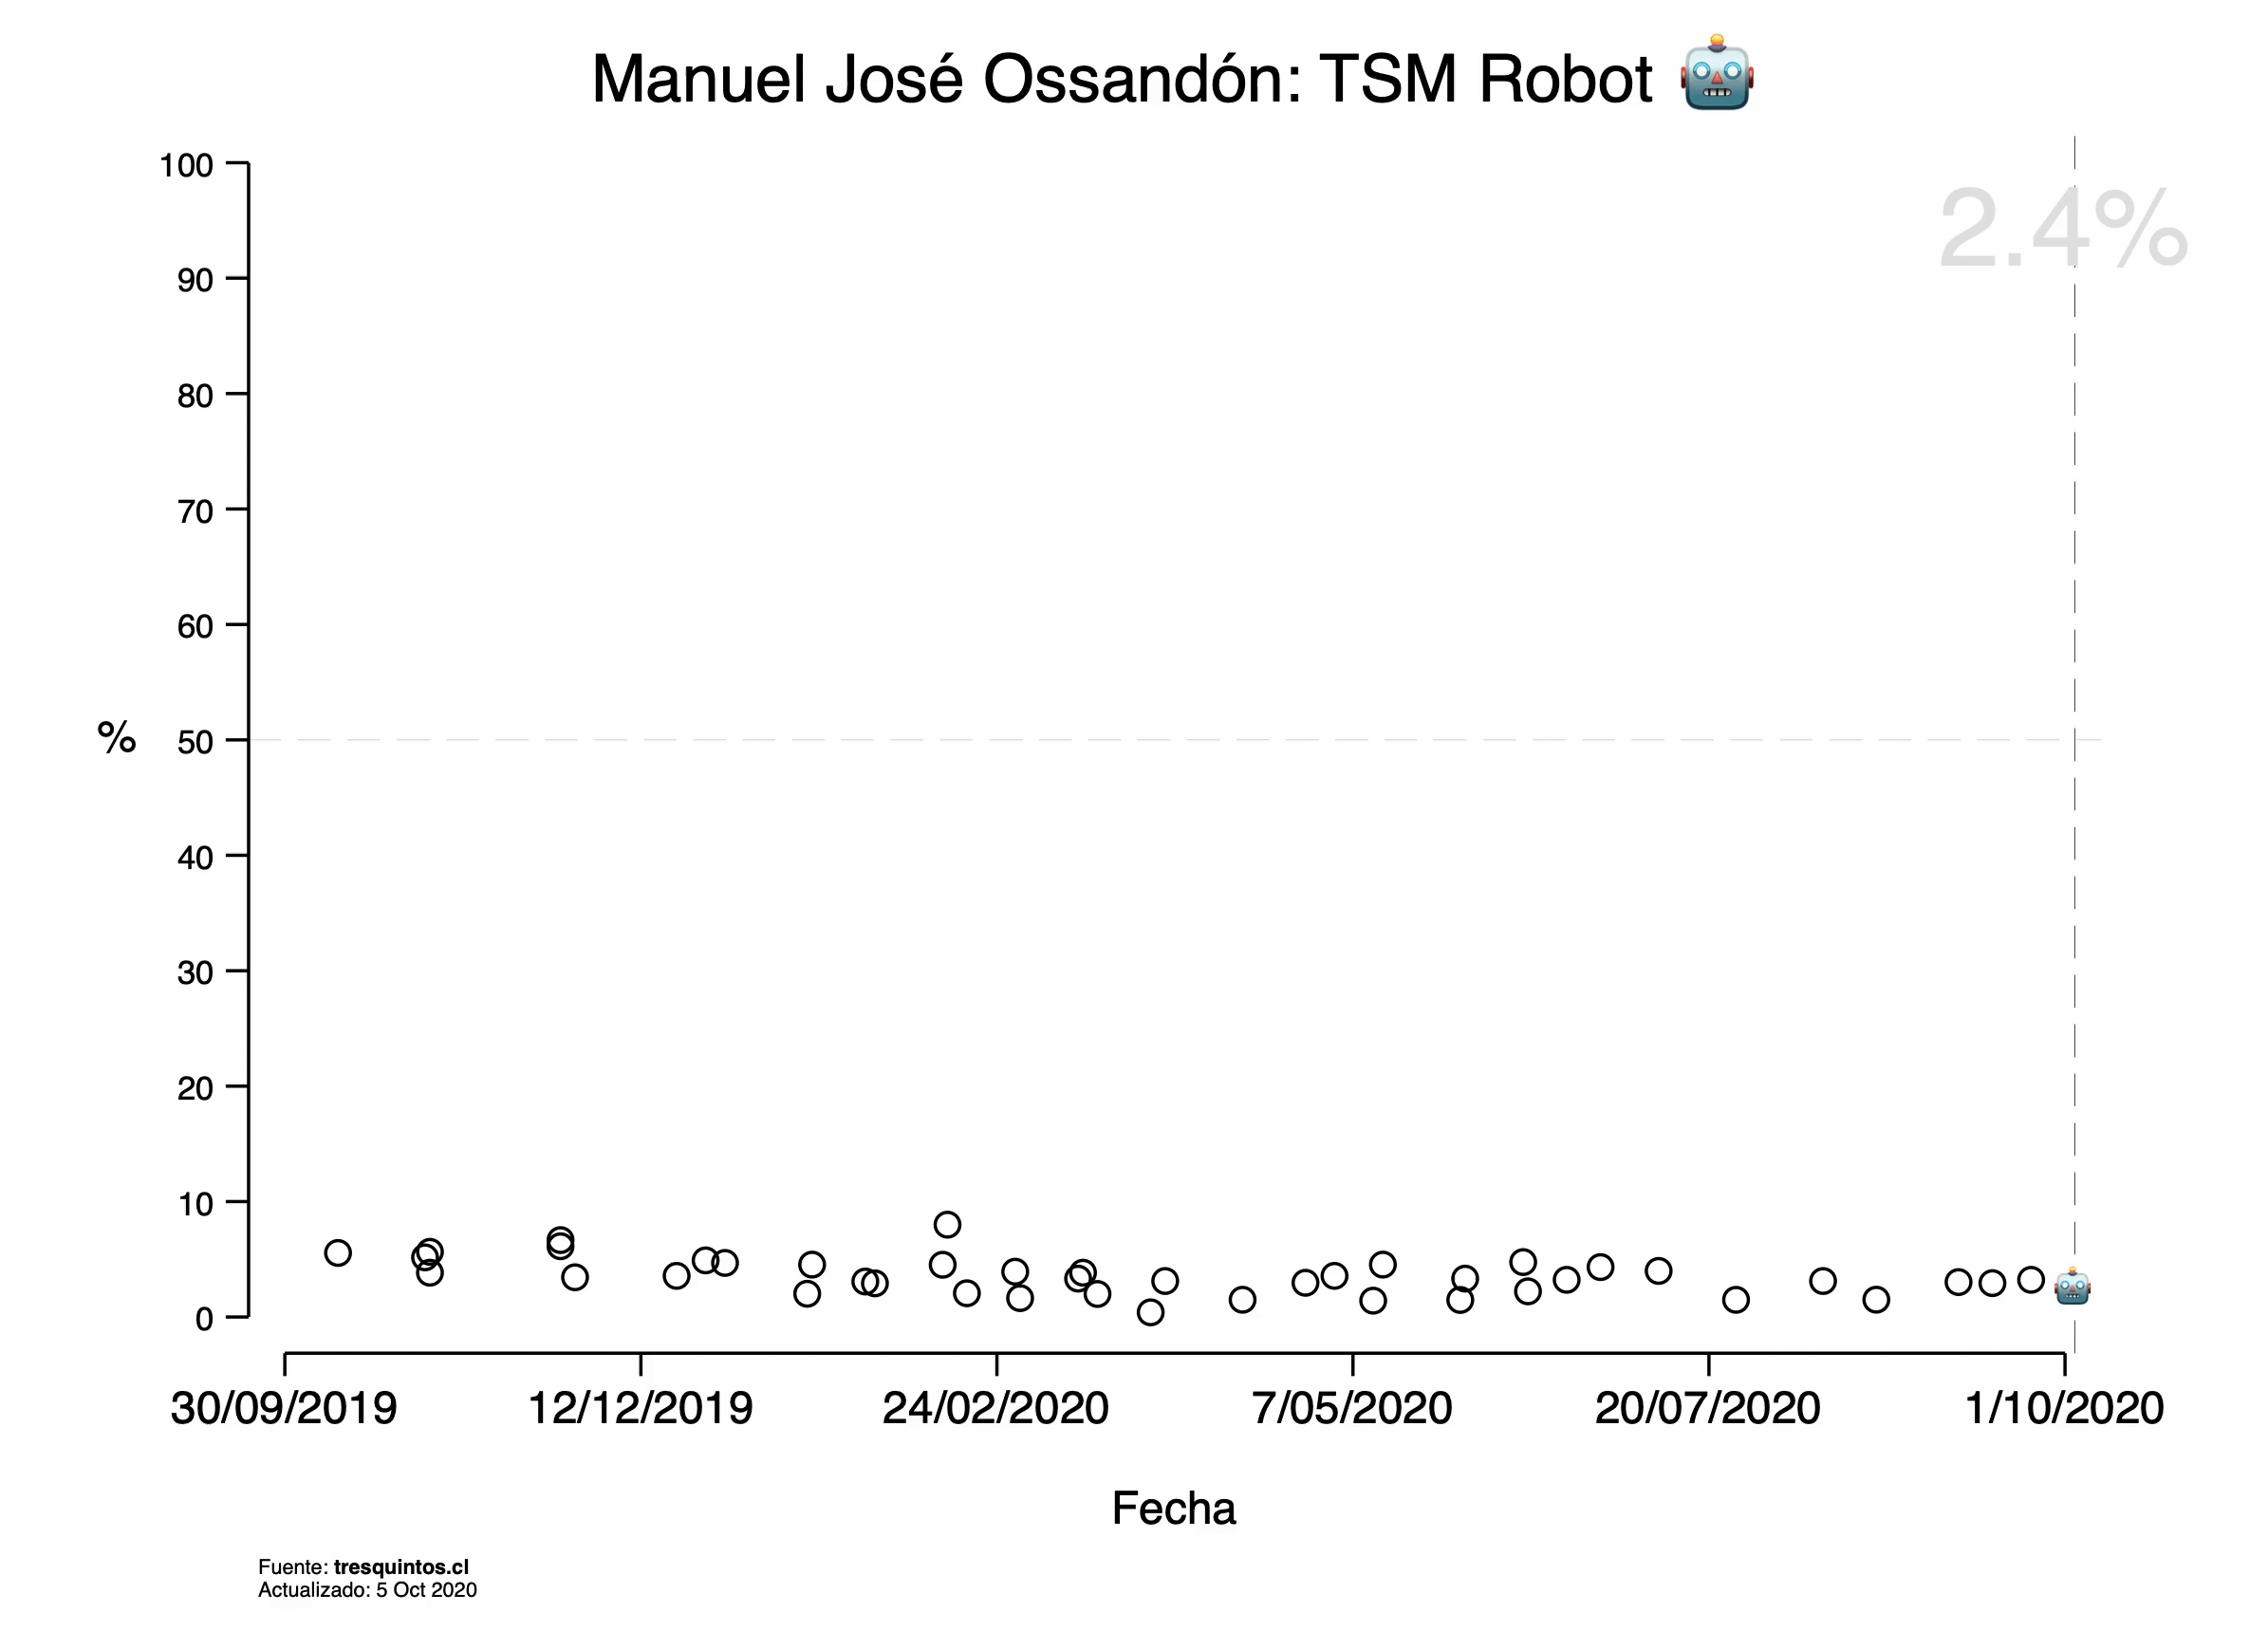 Manuel José Ossandón: TSM Robot 🤖
2.4%
100
90
80
70
60
% 50
40
30
20
10
0
30/09/2019 12/12/2019 24/02/2020 7/05/2020 20/07/2020 1/10/2020
Fecha
Fuente: tresquintos.cl
Actualizado: 5 Oct 2020